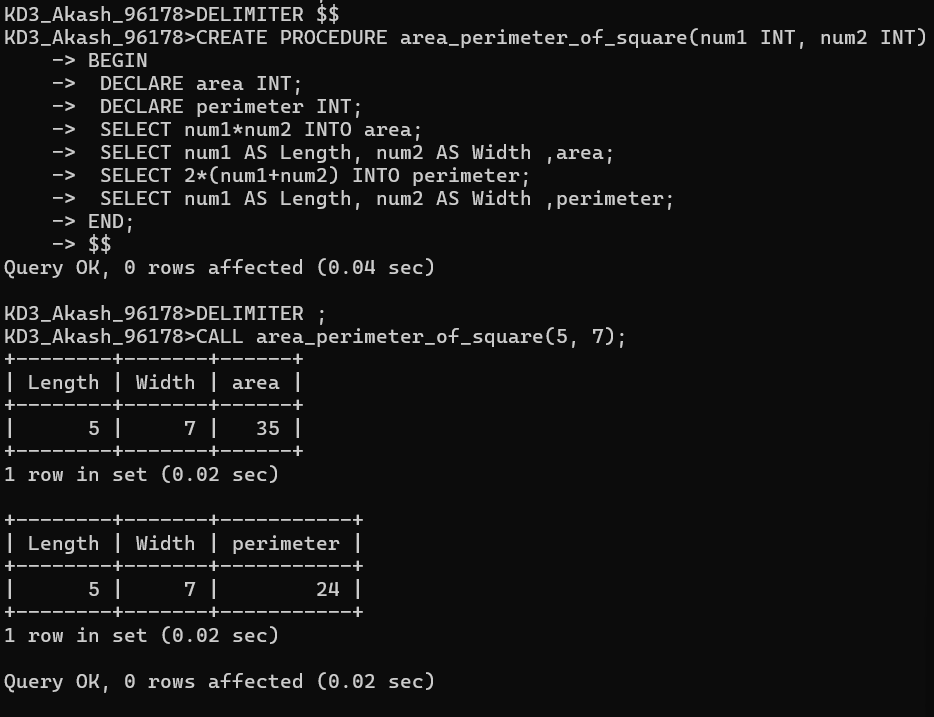 KD3_Akash_96178>DELIMITER $$
KD3_Akash_96178>CREATE PROCEDURE area_perimeter_of_square(num1 INT, num2 INT)
    -> BEGIN
    ->  DECLARE area INT;
    ->  DECLARE perimeter INT;
    ->  SELECT num1*num2 INTO area;
    ->  SELECT num1 AS Length, num2 AS Width ,area;
    ->  SELECT 2*(num1+num2) INTO perimeter;
    ->  SELECT num1 AS Length, num2 AS Width ,perimeter;
    -> END;
    -> $$
Query OK, 0 rows affected (0.04 sec)

KD3_Akash_96178>DELIMITER ;
KD3_Akash_96178>CALL area_perimeter_of_square(5, 7);
+--------+-------+------+
| Length | Width | area |
+--------+-------+------+
|      5 |     7 |   35 |
+--------+-------+------+
1 row in set (0.02 sec)

+--------+-------+-----------+
| Length | Width | perimeter |
+--------+-------+-----------+
|      5 |     7 |        24 |
+--------+-------+-----------+
1 row in set (0.02 sec)

Query OK, 0 rows affected (0.02 sec)